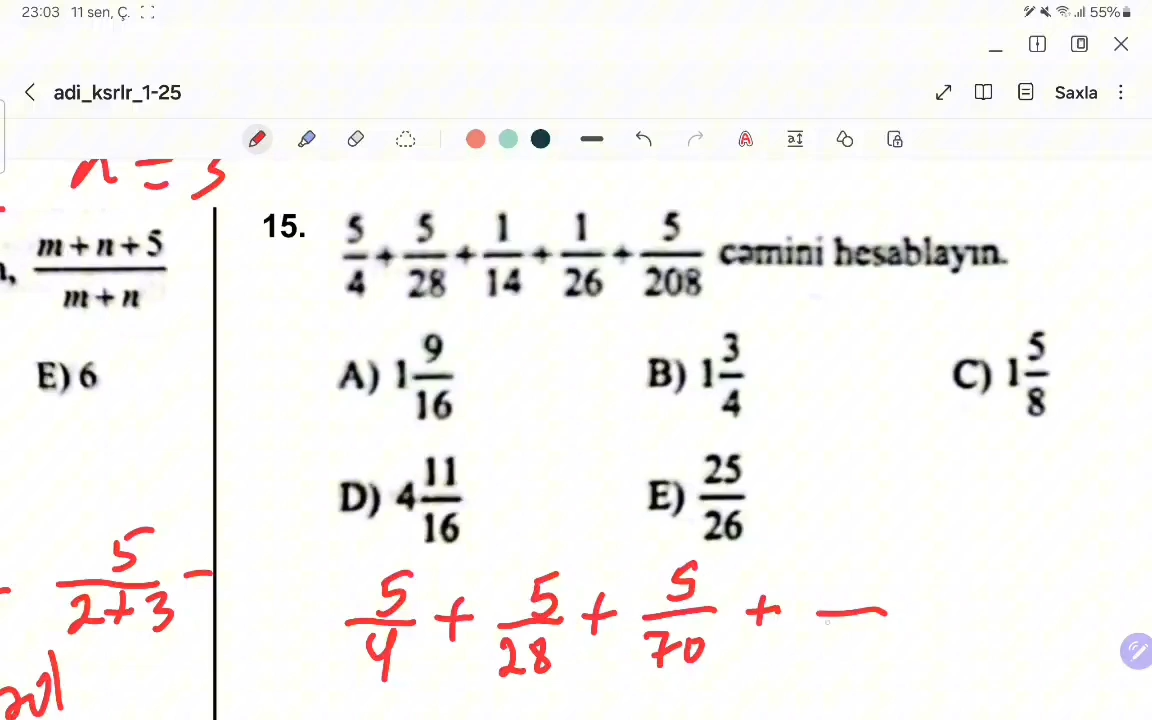 23:03 11 sen, Ç. 55%
adi_ksrlr_1-25 Saxla
n = 3
m + n + 5 / m + n
E) 6
15. 5/4 + 5/28 + 1/14 + 1/26 + 5/208 cəmini hesablayın.
A) 1 9/16 B) 1 3/4 C) 1 5/8
D) 4 11/16 E) 25/26
5/2+3 -
5/4 + 5/28 + 5/70 +